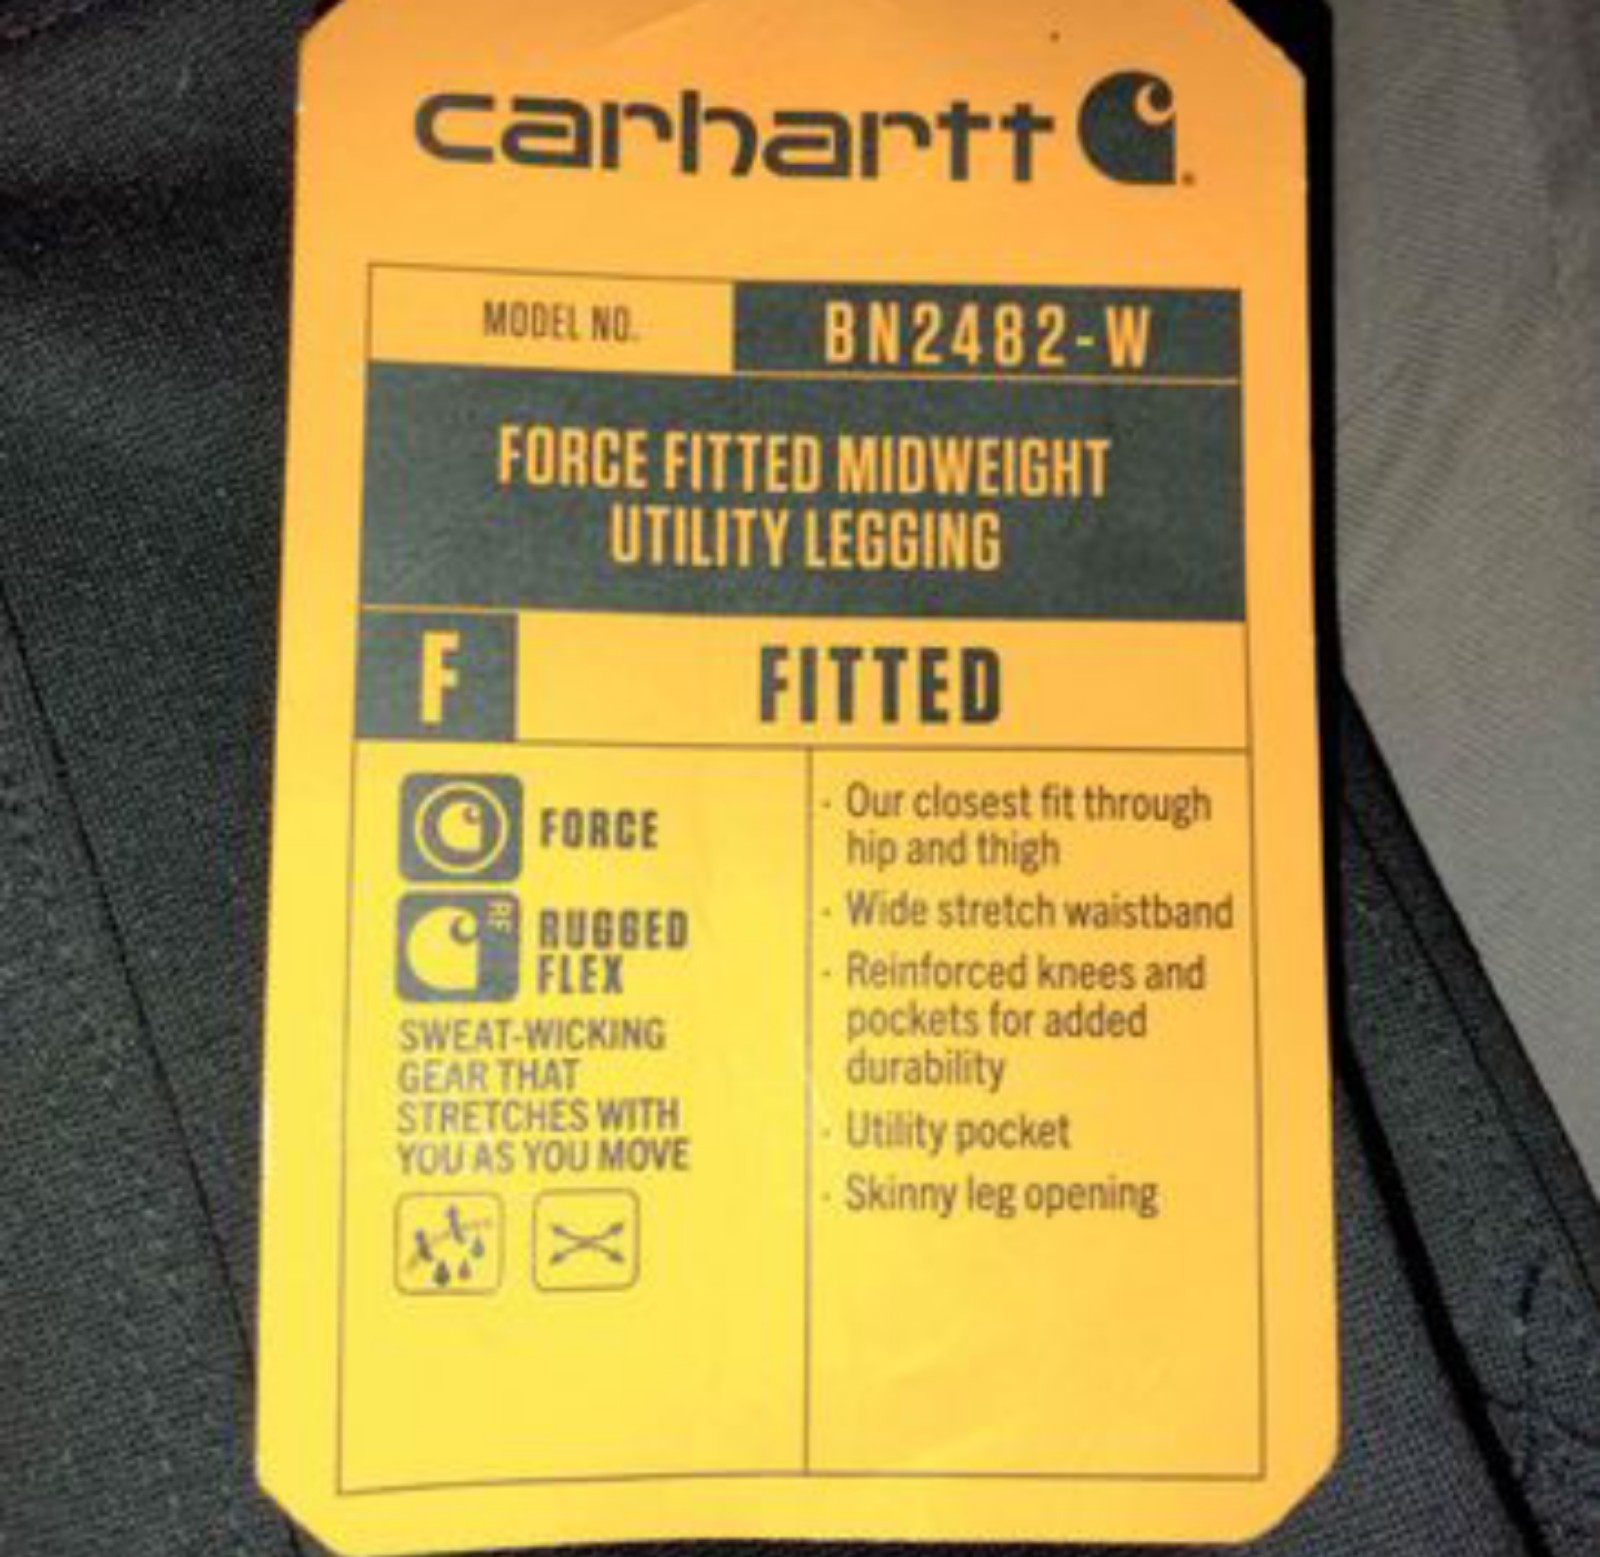 carhartt
MODEL NO. BN2482-W
FORCE FITTED MIDWEIGHT
UTILITY LEGGING
F FITTED
FORCE
RF
RUGGED
FLEX
SWEAT-WICKING
GEAR THAT
STRETCHES WITH
YOU AS YOU MOVE
· Our closest fit through
hip and thigh
· Wide stretch waistband
· Reinforced knees and
pockets for added
durability
· Utility pocket
· Skinny leg opening